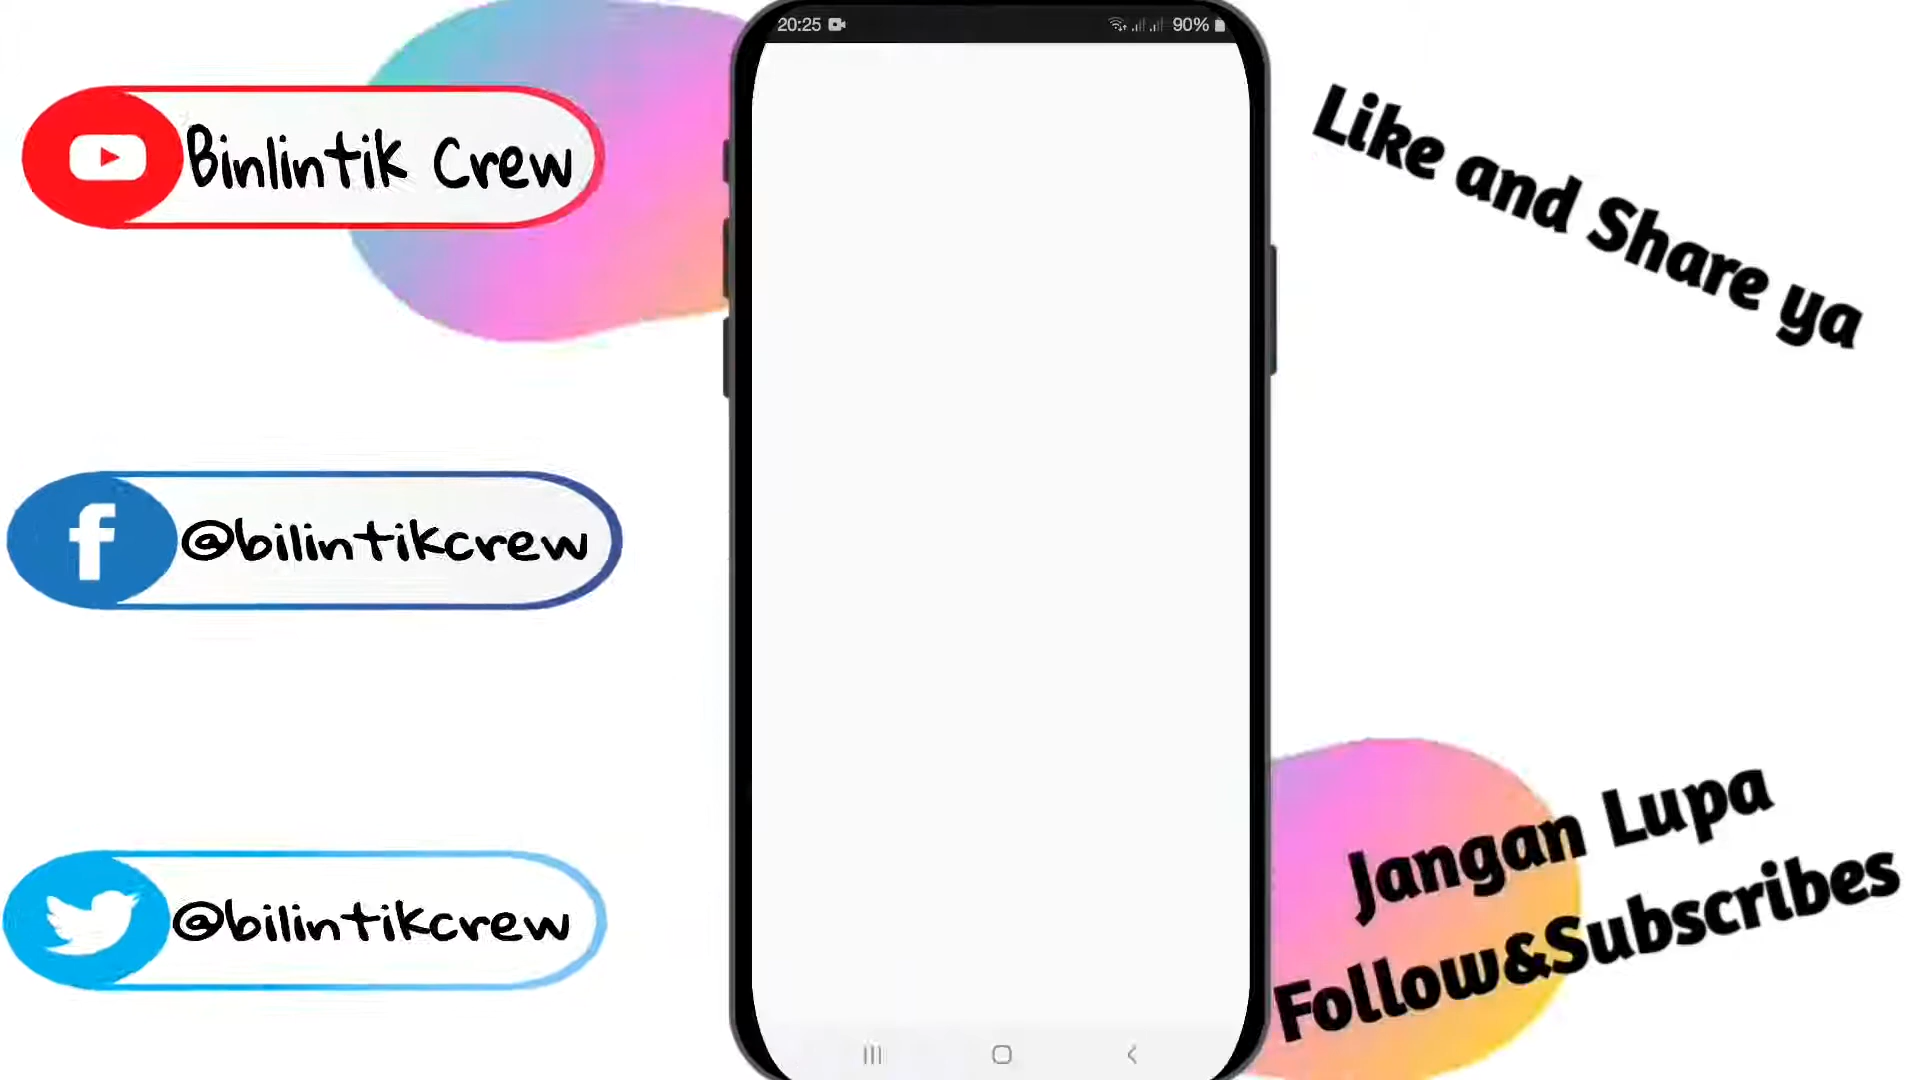 20:25
90%
Binlintik Crew
Like and Share ya
@bilintikcrew
@bilintikcrew
Jangan Lupa
Follow&Subscribes